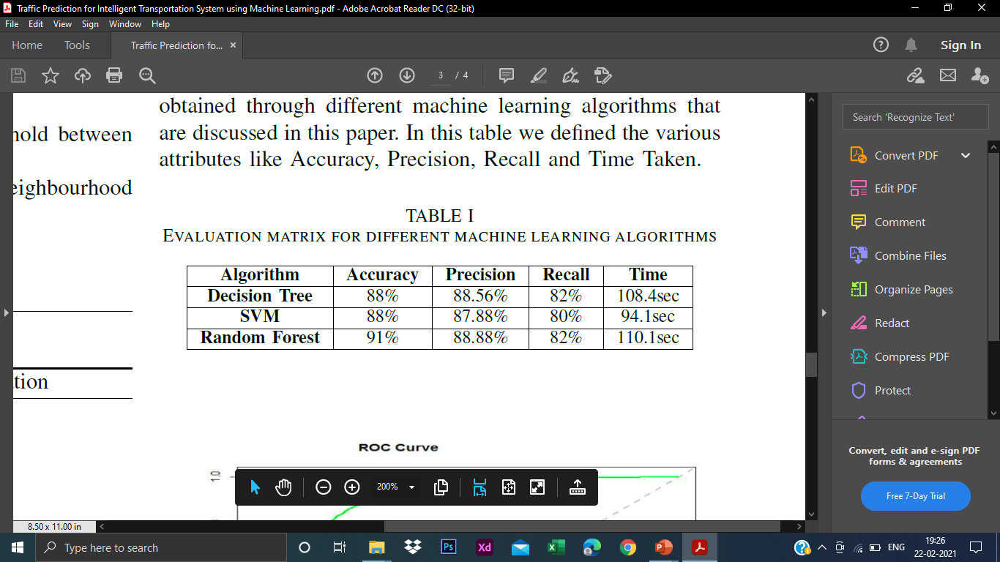 Traffic Prediction for Intelligent Transportation System using Machine Learning.pdf - Adobe Acrobat Reader DC (32-bit)
File Edit View Sign Window Help
Home Tools Traffic Prediction fo... × Sign In
3 / 4
obtained through different machine learning algorithms that
are discussed in this paper. In this table we defined the various
attributes like Accuracy, Precision, Recall and Time Taken.
nold between
eighbourhood
tion
TABLE I
EVALUATION MATRIX FOR DIFFERENT MACHINE LEARNING ALGORITHMS
Algorithm Accuracy Precision Recall Time
Decision Tree 88% 88.56% 82% 108.4sec
SVM 88% 87.88% 80% 94.1sec
Random Forest 91% 88.88% 82% 110.1sec
ROC Curve
1.0
200%
8.50 x 11.00 in
Search 'Recognize Text'
Convert PDF
Edit PDF
Comment
Combine Files
Organize Pages
Redact
Compress PDF
Protect
Convert, edit and e-sign PDF
forms & agreements
Free 7-Day Trial
Type here to search
Ps Xd
ENG
19:26
22-02-2021